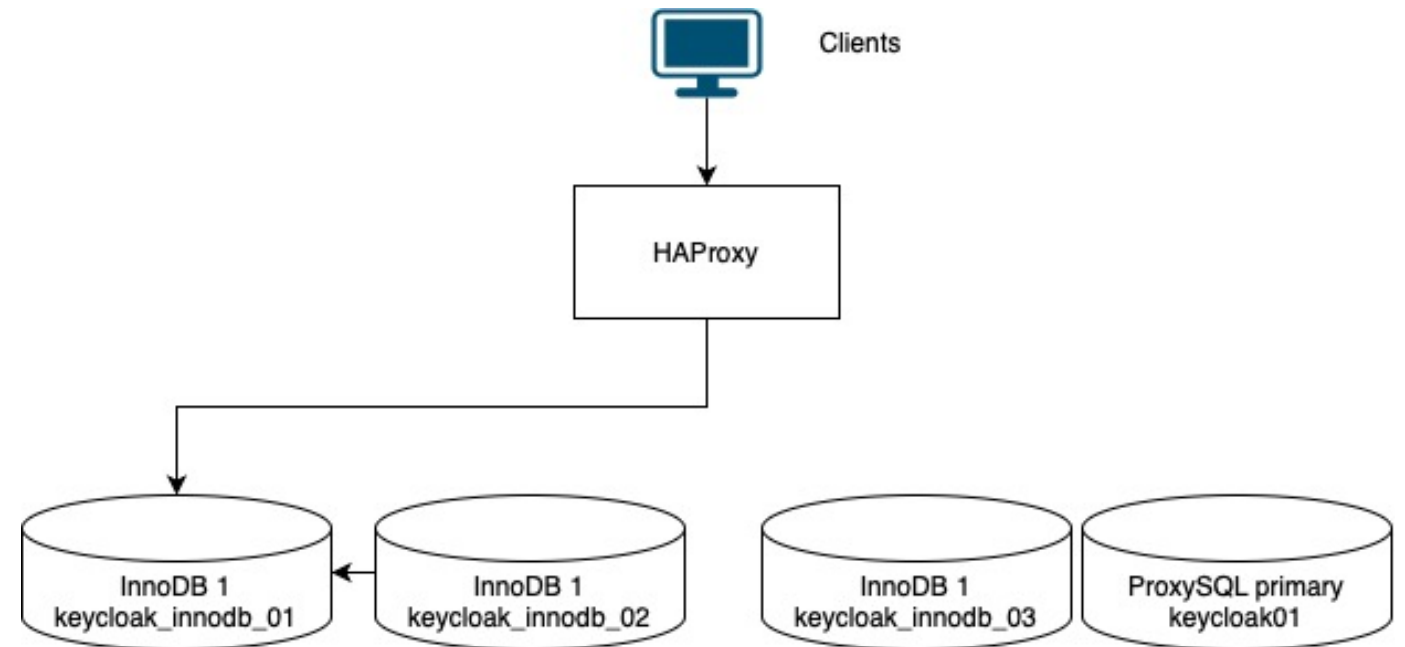 Clients
HAProxy
InnoDB 1
keycloak_innodb_01
InnoDB 1
keycloak_innodb_02
InnoDB 1
keycloak_innodb_03
ProxySQL primary
keycloak01